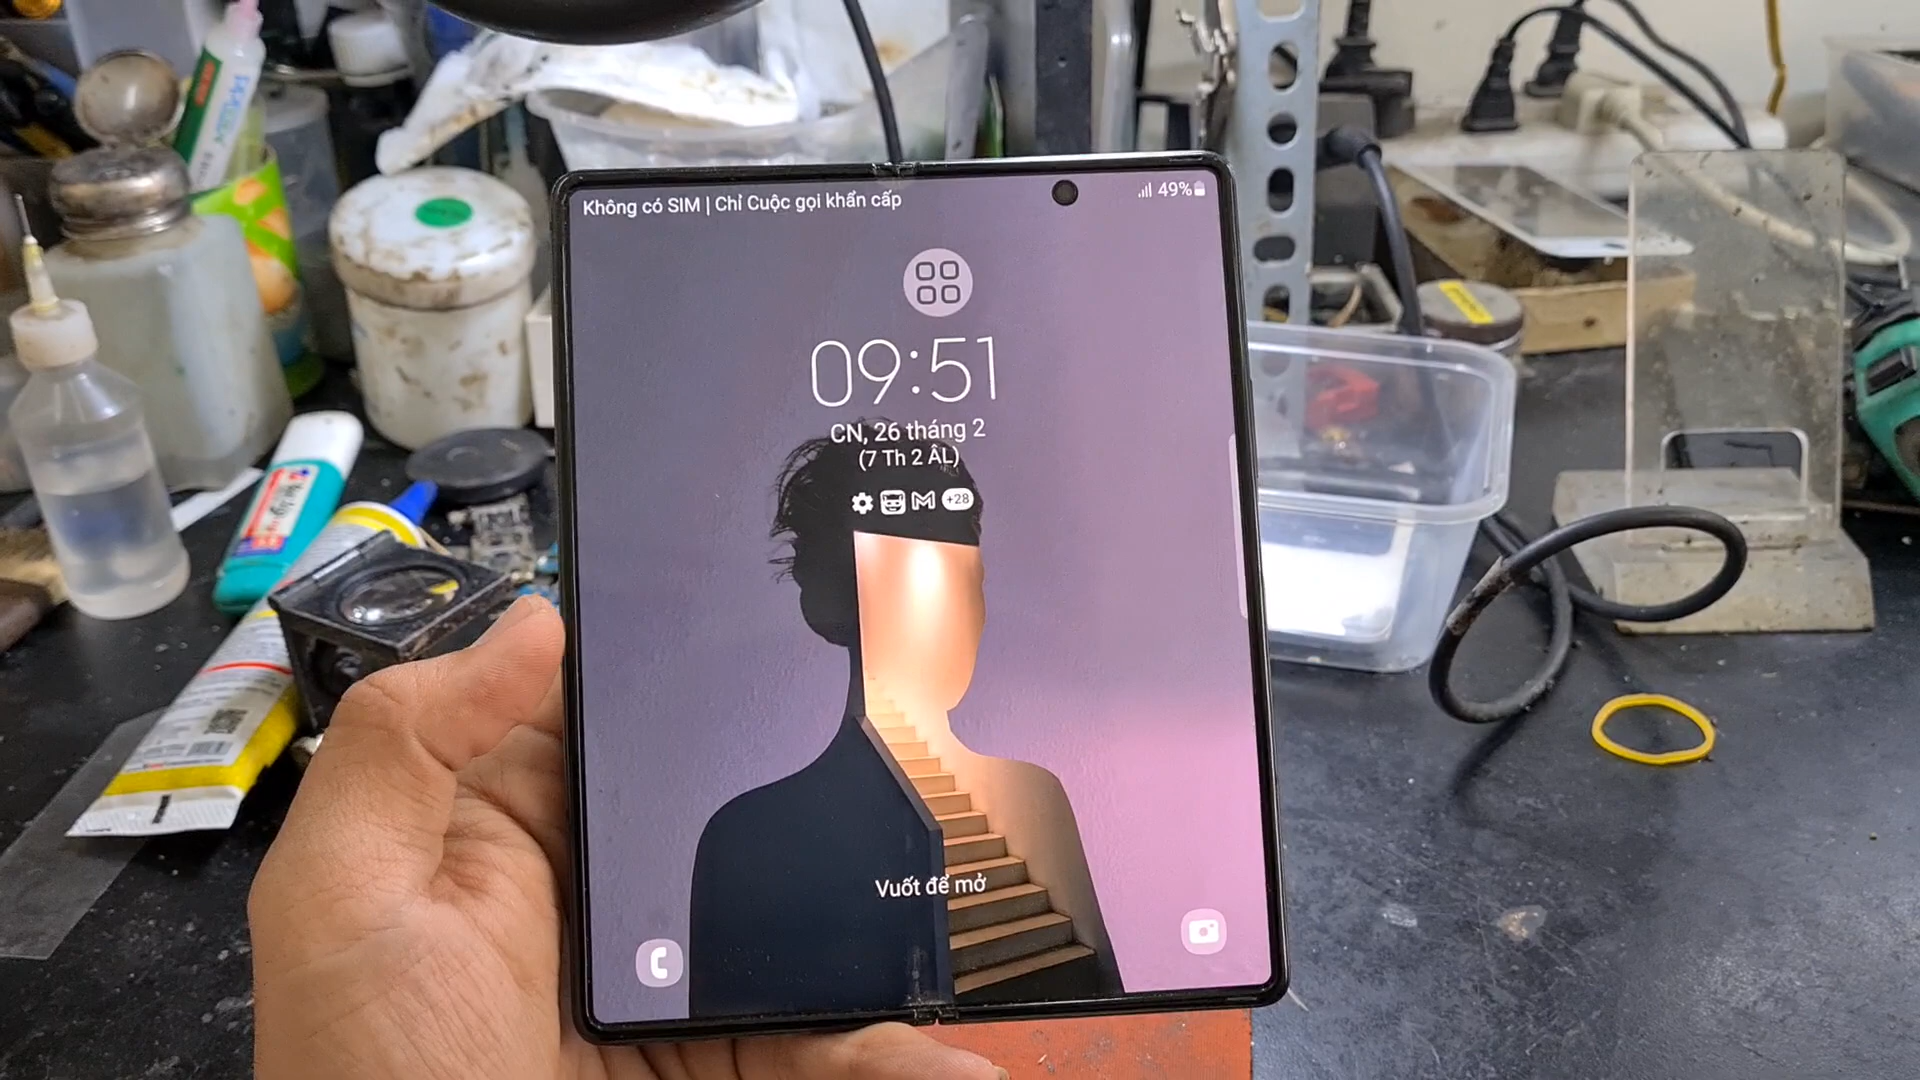 Không có SIM | Chỉ Cuộc gọi khẩn cấp
49%
09:51
CN, 26 tháng 2
(7 Th 2 ÂL)
+28
Vuốt để mở